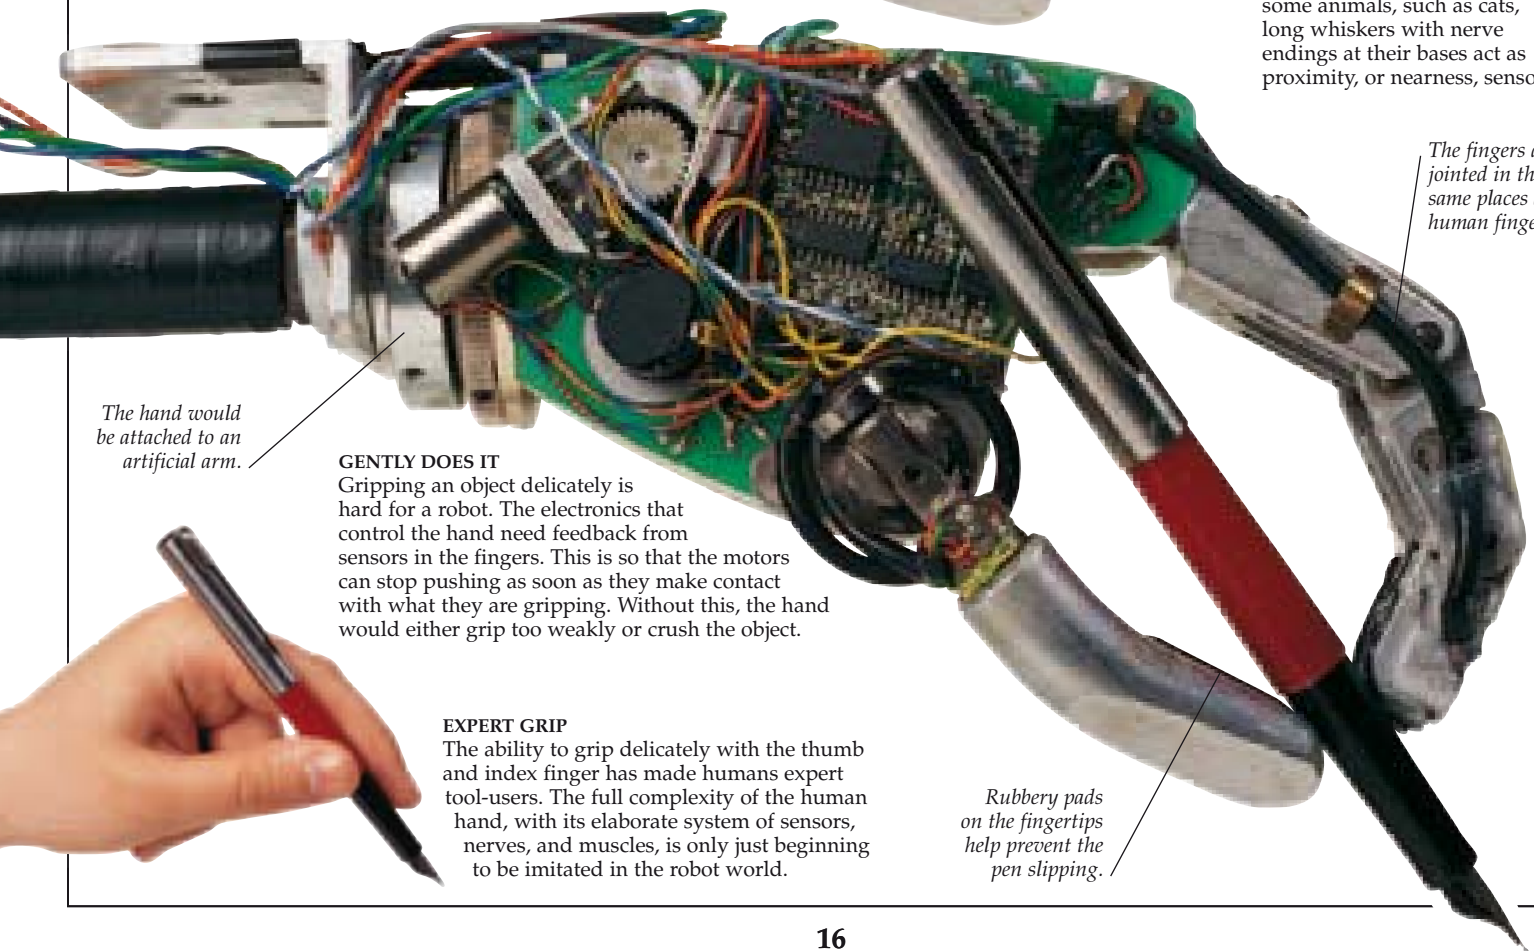 some animals, such as cats,
long whiskers with nerve
endings at their bases act as
proximity, or nearness,
The fingers
jointed in
same places
human
The hand would
be attached to an
artificial arm.
GENTLY DOES IT
Gripping an object delicately is
hard for a robot. The electronics that
control the hand need feedback from
sensors in the fingers. This is so that the motors
can stop pushing as soon as they make contact
with what they are gripping. Without this, the hand
would either grip too weakly or crush the object.
EXPERT GRIP
The ability to grip delicately with the thumb
and index finger has made humans expert
tool-users. The full complexity of the human
hand, with its elaborate system of sensors,
nerves, and muscles, is only just beginning
to be imitated in the robot world.
Rubbery pads
on the fingertips
help prevent the
pen slipping.
16